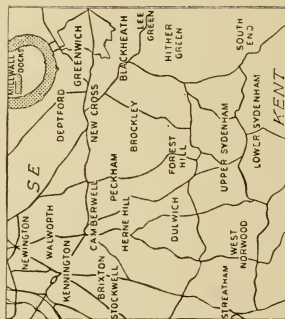 MILLWALL
DOCKS
NEWINGTON
S E
WALWORTH
DEPTFORD
KENNINGTON
GREENWICH
CAMBERWELL
NEW CROSS
BRIXTON
STOCKWELL
PECKHAM
BLACKHEATH
HERNE HILL
BROCKLEY
LEE
GREEN
DULWICH
FOREST
HILL
HITHER
GREEN
STREATHAM
UPPER SYDENHAM
WEST
NORWOOD
SOUTH
END
LOWER SYDENHAM
KENT